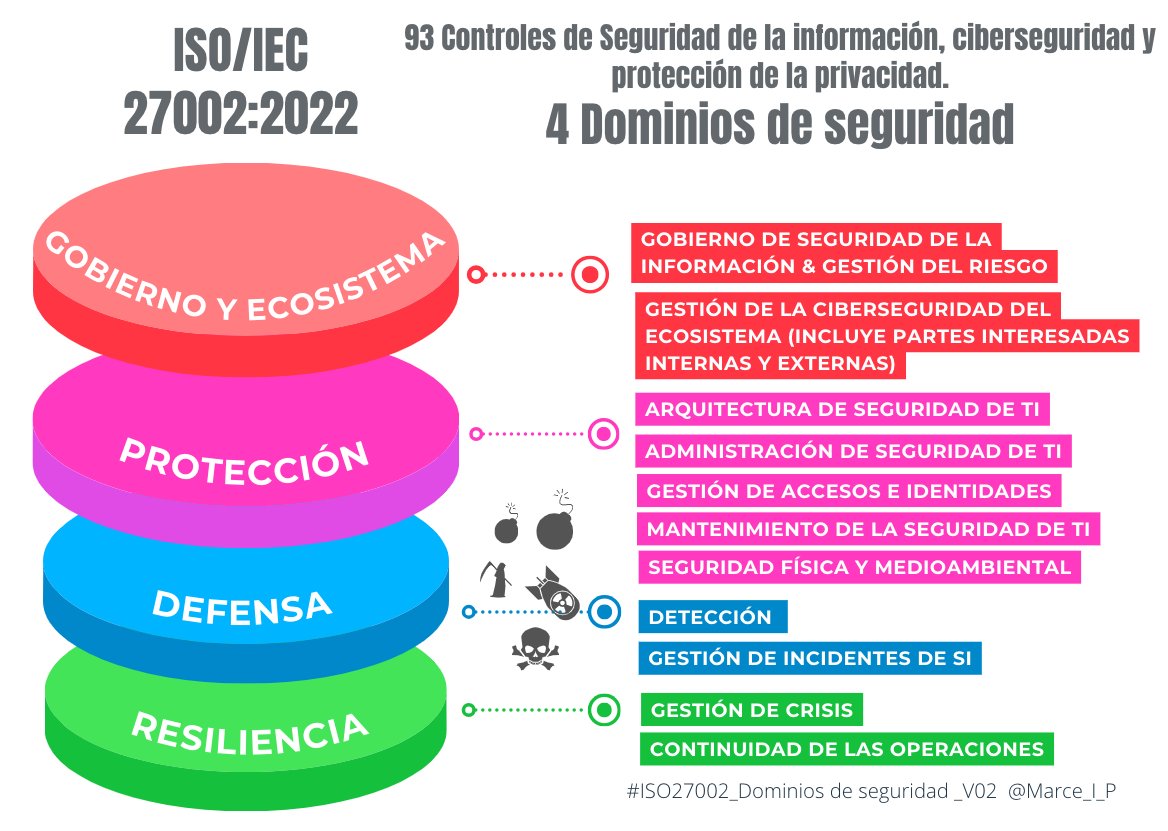 ISO/IEC
27002:2022
93 Controles de Seguridad de la información, ciberseguridad y
protección de la privacidad.
4 Dominios de seguridad
GOBIERNO Y ECOSISTEMA
GOBIERNO DE SEGURIDAD DE LA
INFORMACIÓN & GESTIÓN DEL RIESGO
GESTIÓN DE LA CIBERSEGURIDAD DEL
ECOSISTEMA (INCLUYE PARTES INTERESADAS
INTERNAS Y EXTERNAS)
PROTECCIÓN
ARQUITECTURA DE SEGURIDAD DE TI
ADMINISTRACIÓN DE SEGURIDAD DE TI
GESTIÓN DE ACCESOS E IDENTIDADES
MANTENIMIENTO DE LA SEGURIDAD DE TI
SEGURIDAD FÍSICA Y MEDIOAMBIENTAL
DEFENSA
DETECCIÓN
GESTIÓN DE INCIDENTES DE SI
RESILIENCIA
GESTIÓN DE CRISIS
CONTINUIDAD DE LAS OPERACIONES
#ISO27002_Dominios de seguridad _V02 @Marce_I_P